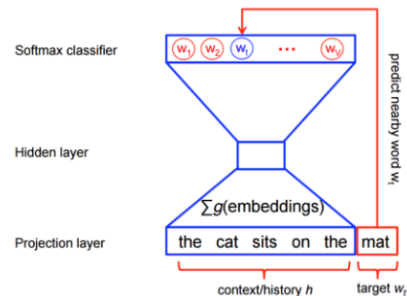 Softmax classifier
w1 w2 wt ... wV
predict nearby word wt
Hidden layer
∑g(embeddings)
Projection layer
the cat sits on the mat
context/history h
target wt